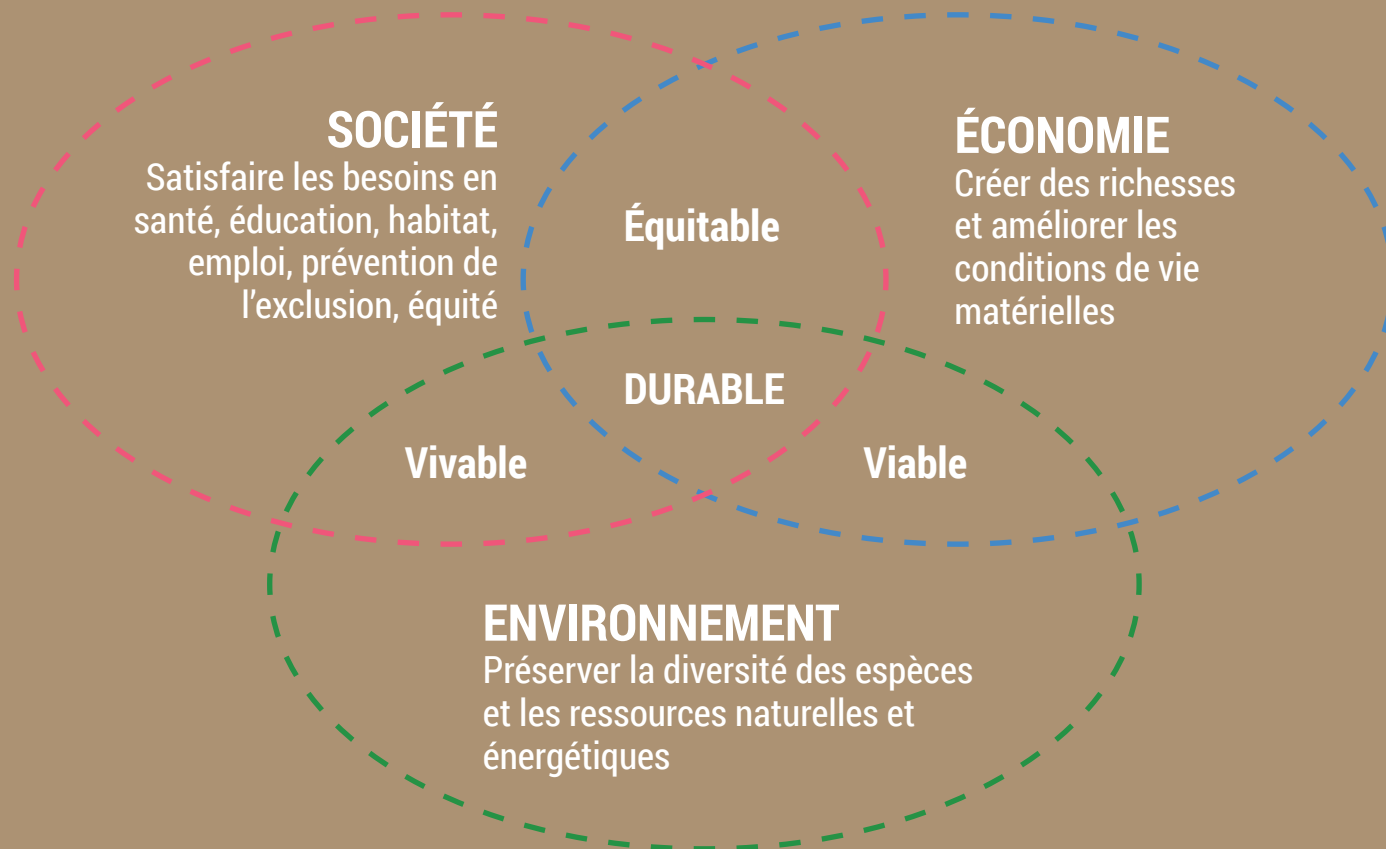 SOCIÉTÉ
Satisfaire les besoins en
santé, éducation, habitat,
emploi, prévention de
l’exclusion, équité
Équitable
ÉCONOMIE
Créer des richesses
et améliorer les
conditions de vie
matérielles
DURABLE
Vivable
Viable
ENVIRONNEMENT
Préserver la diversité des espèces
et les ressources naturelles et
énergétiques